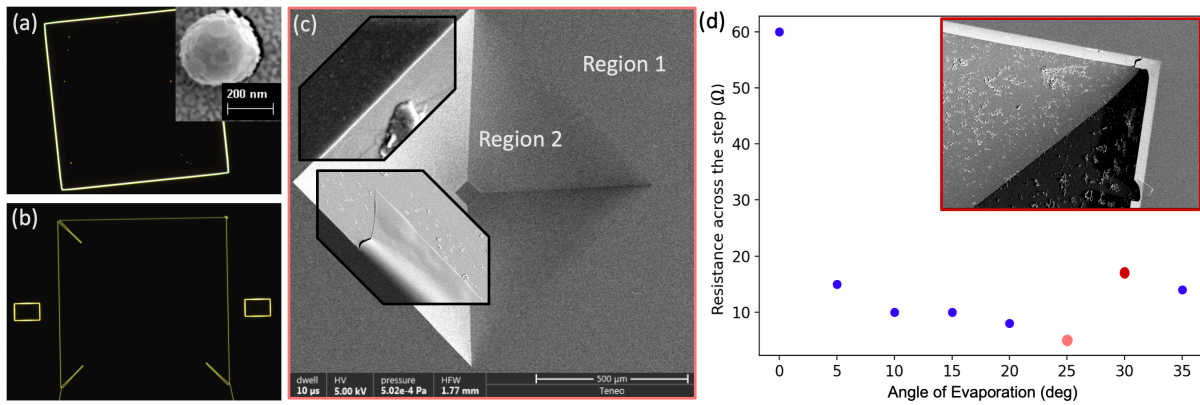 (a)
200 nm
(b)
(c)
Region 1
Region 2
dwell HV pressure HFW
10 µs 5.00 kV 5.02e-4 Pa 1.77 mm
500 µm
Teneo
(d)
Resistance across the step (Ω)
60
50
40
30
20
10
0 5 10 15 20 25 30 35
Angle of Evaporation (deg)